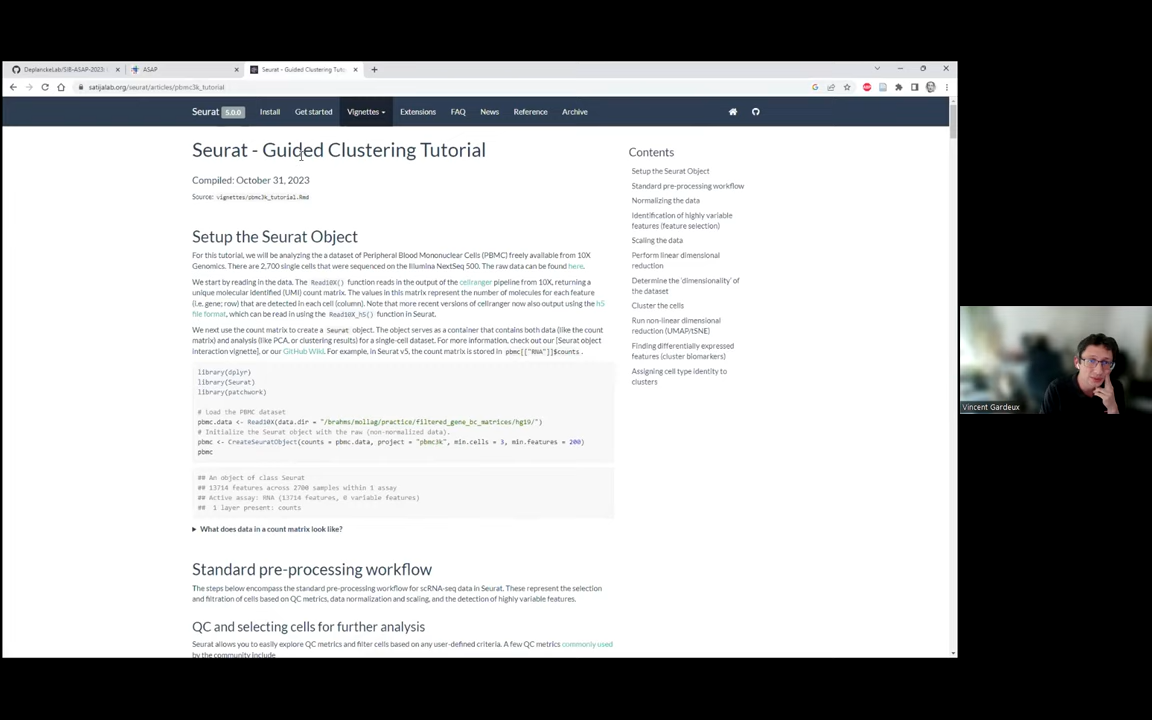 DeplanckeLab/SIB-ASAP-2023:
ASAP
Seurat - Guided Clustering Tuto
satijalab.org/seurat/articles/pbmc3k_tutorial
Seurat 5.0.0 Install Get started Vignettes Extensions FAQ News Reference Archive
Seurat - Guided Clustering Tutorial
Compiled: October 31, 2023
Source: vignettes/pbmc3k_tutorial.Rmd
Setup the Seurat Object
For this tutorial, we will be analyzing the a dataset of Peripheral Blood Mononuclear Cells (PBMC) freely available from 10X
Genomics. There are 2,700 single cells that were sequenced on the Illumina NextSeq 500. The raw data can be found here.
We start by reading in the data. The Read10X() function reads in the output of the cellranger pipeline from 10X, returning a
unique molecular identified (UMI) count matrix. The values in this matrix represent the number of molecules for each feature
(i.e. gene; row) that are detected in each cell (column). Note that more recent versions of cellranger now also output using the h5
file format, which can be read in using the Read10X_h5() function in Seurat.
We next use the count matrix to create a Seurat object. The object serves as a container that contains both data (like the count
matrix) and analysis (like PCA, or clustering results) for a single-cell dataset. For more information, check out our [Seurat object
interaction vignette], or our GitHub Wiki. For example, in Seurat v5, the count matrix is stored in pbmc[["RNA"]]$counts .
library(dplyr)
library(Seurat)
library(patchwork)
# Load the PBMC dataset
pbmc.data <- Read10X(data.dir = "/brahms/mollag/practice/filtered_gene_bc_matrices/hg19/")
# Initialize the Seurat object with the raw (non-normalized data).
pbmc <- CreateSeuratObject(counts = pbmc.data, project = "pbmc3k", min.cells = 3, min.features = 200)
pbmc
## An object of class Seurat
## 13714 features across 2700 samples within 1 assay
## Active assay: RNA (13714 features, 0 variable features)
## 1 layer present: counts
What does data in a count matrix look like?
Standard pre-processing workflow
The steps below encompass the standard pre-processing workflow for scRNA-seq data in Seurat. These represent the selection
and filtration of cells based on QC metrics, data normalization and scaling, and the detection of highly variable features.
QC and selecting cells for further analysis
Seurat allows you to easily explore QC metrics and filter cells based on any user-defined criteria. A few QC metrics commonly used
by the community include
Contents
Setup the Seurat Object
Standard pre-processing workflow
Normalizing the data
Identification of highly variable
features (feature selection)
Scaling the data
Perform linear dimensional
reduction
Determine the 'dimensionality' of
the dataset
Cluster the cells
Run non-linear dimensional
reduction (UMAP/tSNE)
Finding differentially expressed
features (cluster biomarkers)
Assigning cell type identity to
clusters
Vincent Gardeux